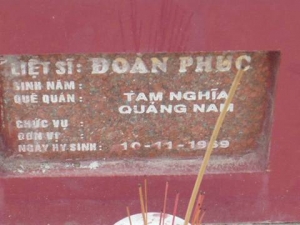 LIỆT SĨ: ĐOÀN PHÚC
SINH NĂM:
QUÊ QUÁN: TAM NGHĨA
QUẢNG NAM
CHỨC VỤ:
ĐƠN VỊ:
NGÀY HY SINH: 10-11-1969